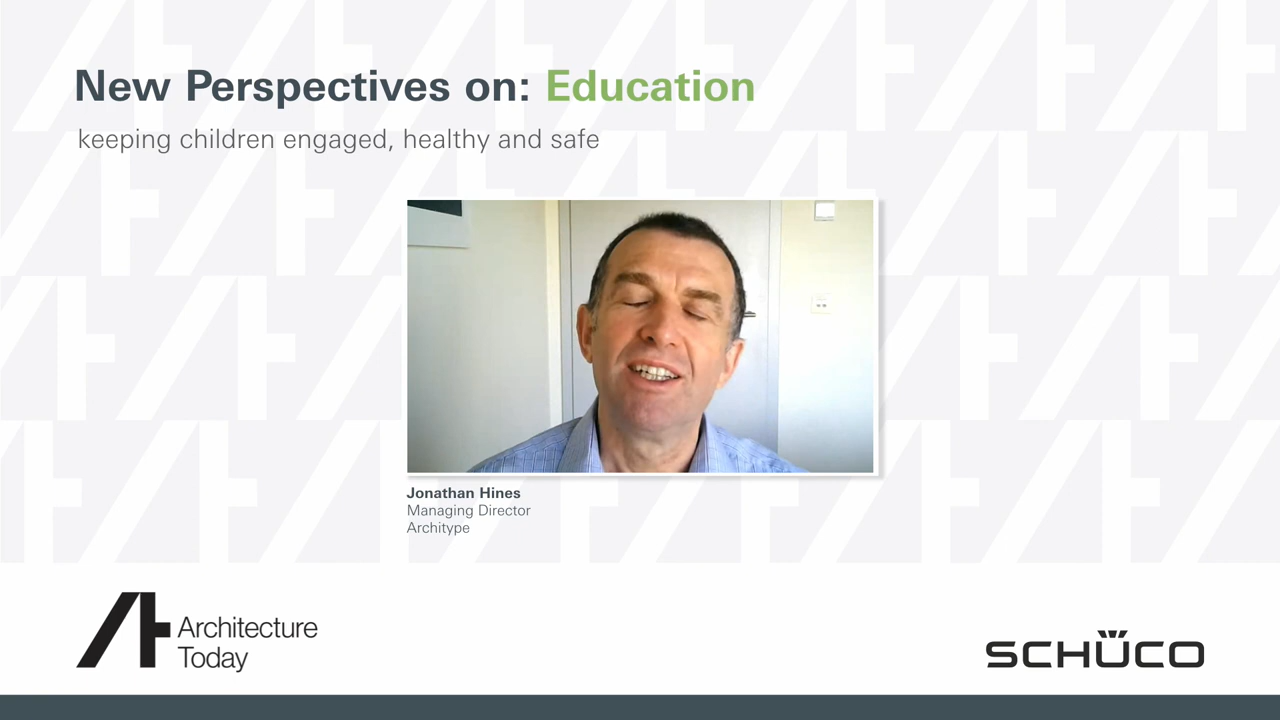 New Perspectives on: Education
keeping children engaged, healthy and safe
Jonathan Hines
Managing Director
Architype
Architecture
Today
SCHÜCO